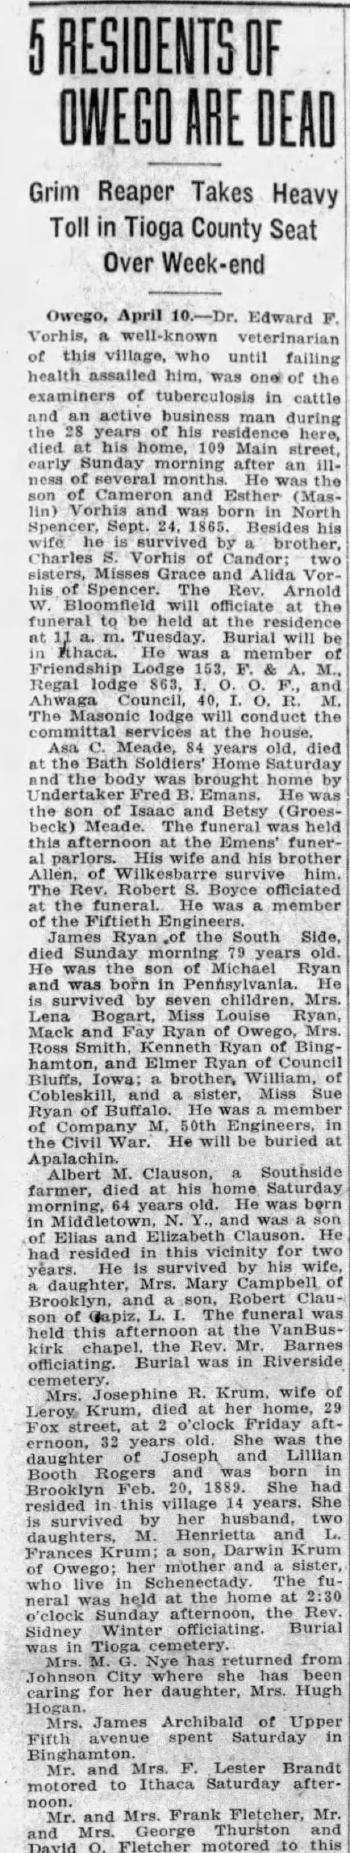 5 RESIDENTS OF
OWEGO ARE DEAD
Grim Reaper Takes Heavy
Toll in Tioga County Seat
Over Week-end
Owego, April 10.—Dr. Edward F.
Vorhis, a well-known veterinarian
of this village, who until failing
health assailed him, was one of the
examiners of tuberculosis in cattle
and an active business man during
the 28 years of his residence here,
died at his home, 109 Main street,
early Sunday morning after an ill-
ness of several months. He was the
son of Cameron and Esther (Mas-
lin) Vorhis and was born in North
Spencer, Sept. 24, 1865. Besides his
wife he is survived by a brother,
Charles S. Vorhis of Candor; two
sisters, Misses Grace and Alida Vor-
his of Spencer. The Rev. Arnold
W. Bloomfield will officiate at the
funeral to be held at the residence
at 11 a. m. Tuesday. Burial will be
in Ithaca. He was a member of
Friendship Lodge 153, F. & A. M.,
Regal lodge 863, I. O. O. F., and
Ahwaga Council, 40, I. O. R. M.
The Masonic lodge will conduct the
committal services at the house.
Asa C. Meade, 84 years old, died
at the Bath Soldiers' Home Saturday
and the body was brought home by
Undertaker Fred B. Emans. He was
the son of Isaac and Betsy (Groes-
beck) Meade. The funeral was held
this afternoon at the Emens' funer-
al parlors. His wife and his brother
Allen, of Wilkesbarre survive him.
The Rev. Robert S. Boyce officiated
at the funeral. He was a member
of the Fiftieth Engineers.
James Ryan of the South Side,
died Sunday morning 79 years old.
He was the son of Michael Ryan
and was born in Pennsylvania. He
is survived by seven children, Mrs.
Lena Bogart, Miss Louise Ryan,
Mack and Fay Ryan of Owego, Mrs.
Ross Smith, Kenneth Ryan of Bing-
hamton, and Elmer Ryan of Council
Bluffs, Iowa; a brother, William, of
Cobleskill, and a sister, Miss Sue
Ryan of Buffalo. He was a member
of Company M, 50th Engineers, in
the Civil War. He will be buried at
Apalachin.
Albert M. Clauson, a Southside
farmer, died at his home Saturday
morning, 64 years old. He was born
in Middletown, N. Y., and was a son
of Elias and Elizabeth Clauson. He
had resided in this vicinity for two
years. He is survived by his wife,
a daughter, Mrs. Mary Campbell of
Brooklyn, and a son, Robert Clau-
son of L. I. The funeral was
held this afternoon at the VanBus-
kirk chapel, the Rev. Mr. Barnes
officiating. Burial was in Riverside
cemetery.
Mrs. Josephine R. Krum, wife of
Leroy Krum, died at her home, 29
Fox street, at 2 o'clock Friday aft-
ernoon, 32 years old. She was the
daughter of Joseph and Lillian
Booth Rogers and was born in
Brooklyn Feb. 20, 1889. She had
resided in this village 14 years. She
is survived by her husband, two
daughters, M. Henrietta and L.
Frances Krum; a son, Darwin Krum
of Owego; her mother and a sister,
who live in Schenectady. The fu-
neral was held at the home at 2:30
o'clock Sunday afternoon, the Rev.
Sidney Winter officiating. Burial
was in Tioga cemetery.
Mrs. M. G. Nye has returned from
Johnson City where she has been
caring for her daughter, Mrs. Hugh
Hogan.
Mrs. James Archibald of Upper
Fifth avenue spent Saturday in
Binghamton.
Mr. and Mrs. F. Lester Brandt
motored to Ithaca Saturday after-
noon.
Mr. and Mrs. Frank Fletcher, Mr.
and Mrs. George Thurston and
David O. Fletcher motored to this